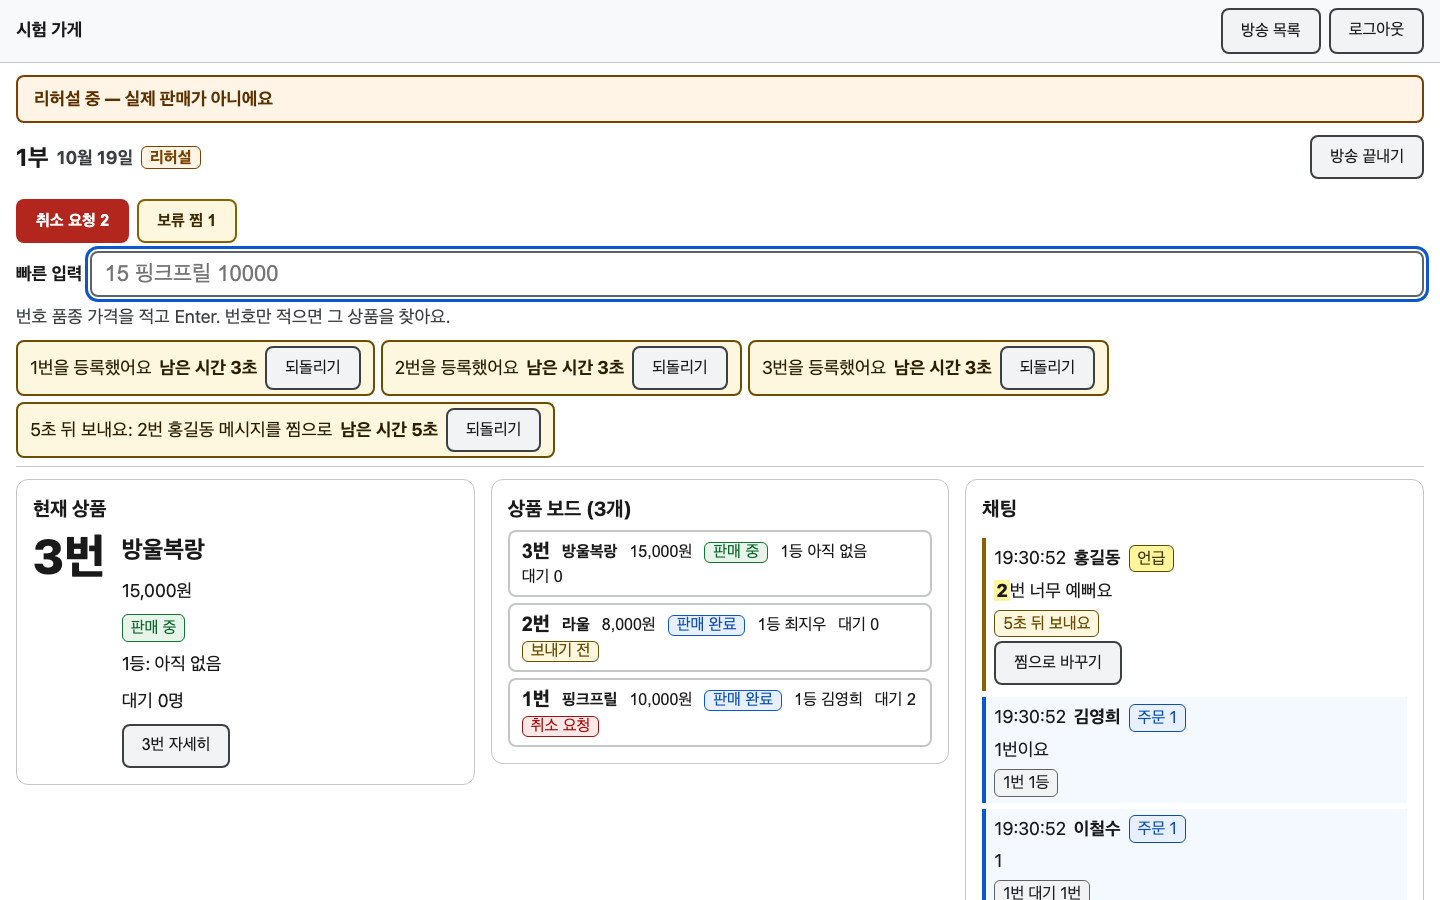 시험 가게
방송 목록
로그아웃
리허설 중 — 실제 판매가 아니에요
1부 10월 19일 리허설
방송 끝내기
취소 요청 2
보류 찜 1
빠른 입력
15 핑크프릴 10000
번호 품종 가격을 적고 Enter. 번호만 적으면 그 상품을 찾아요.
1번을 등록했어요 남은 시간 3초 되돌리기
2번을 등록했어요 남은 시간 3초 되돌리기
3번을 등록했어요 남은 시간 3초 되돌리기
5초 뒤 보내요: 2번 홍길동 메시지를 찜으로 남은 시간 5초 되돌리기
현재 상품
3번 방울복랑
15,000원
판매 중
1등: 아직 없음
대기 0명
3번 자세히
상품 보드 (3개)
3번 방울복랑 15,000원 판매 중 1등 아직 없음
대기 0
2번 라울 8,000원 판매 완료 1등 최지우 대기 0
보내기 전
1번 핑크프릴 10,000원 판매 완료 1등 김영희 대기 2
취소 요청
채팅
19:30:52 홍길동 언급
2번 너무 예뻐요
5초 뒤 보내요
찜으로 바꾸기
19:30:52 김영희 주문 1
1번이요
1번 1등
19:30:52 이철수 주문 1
1
1번 대기 1번